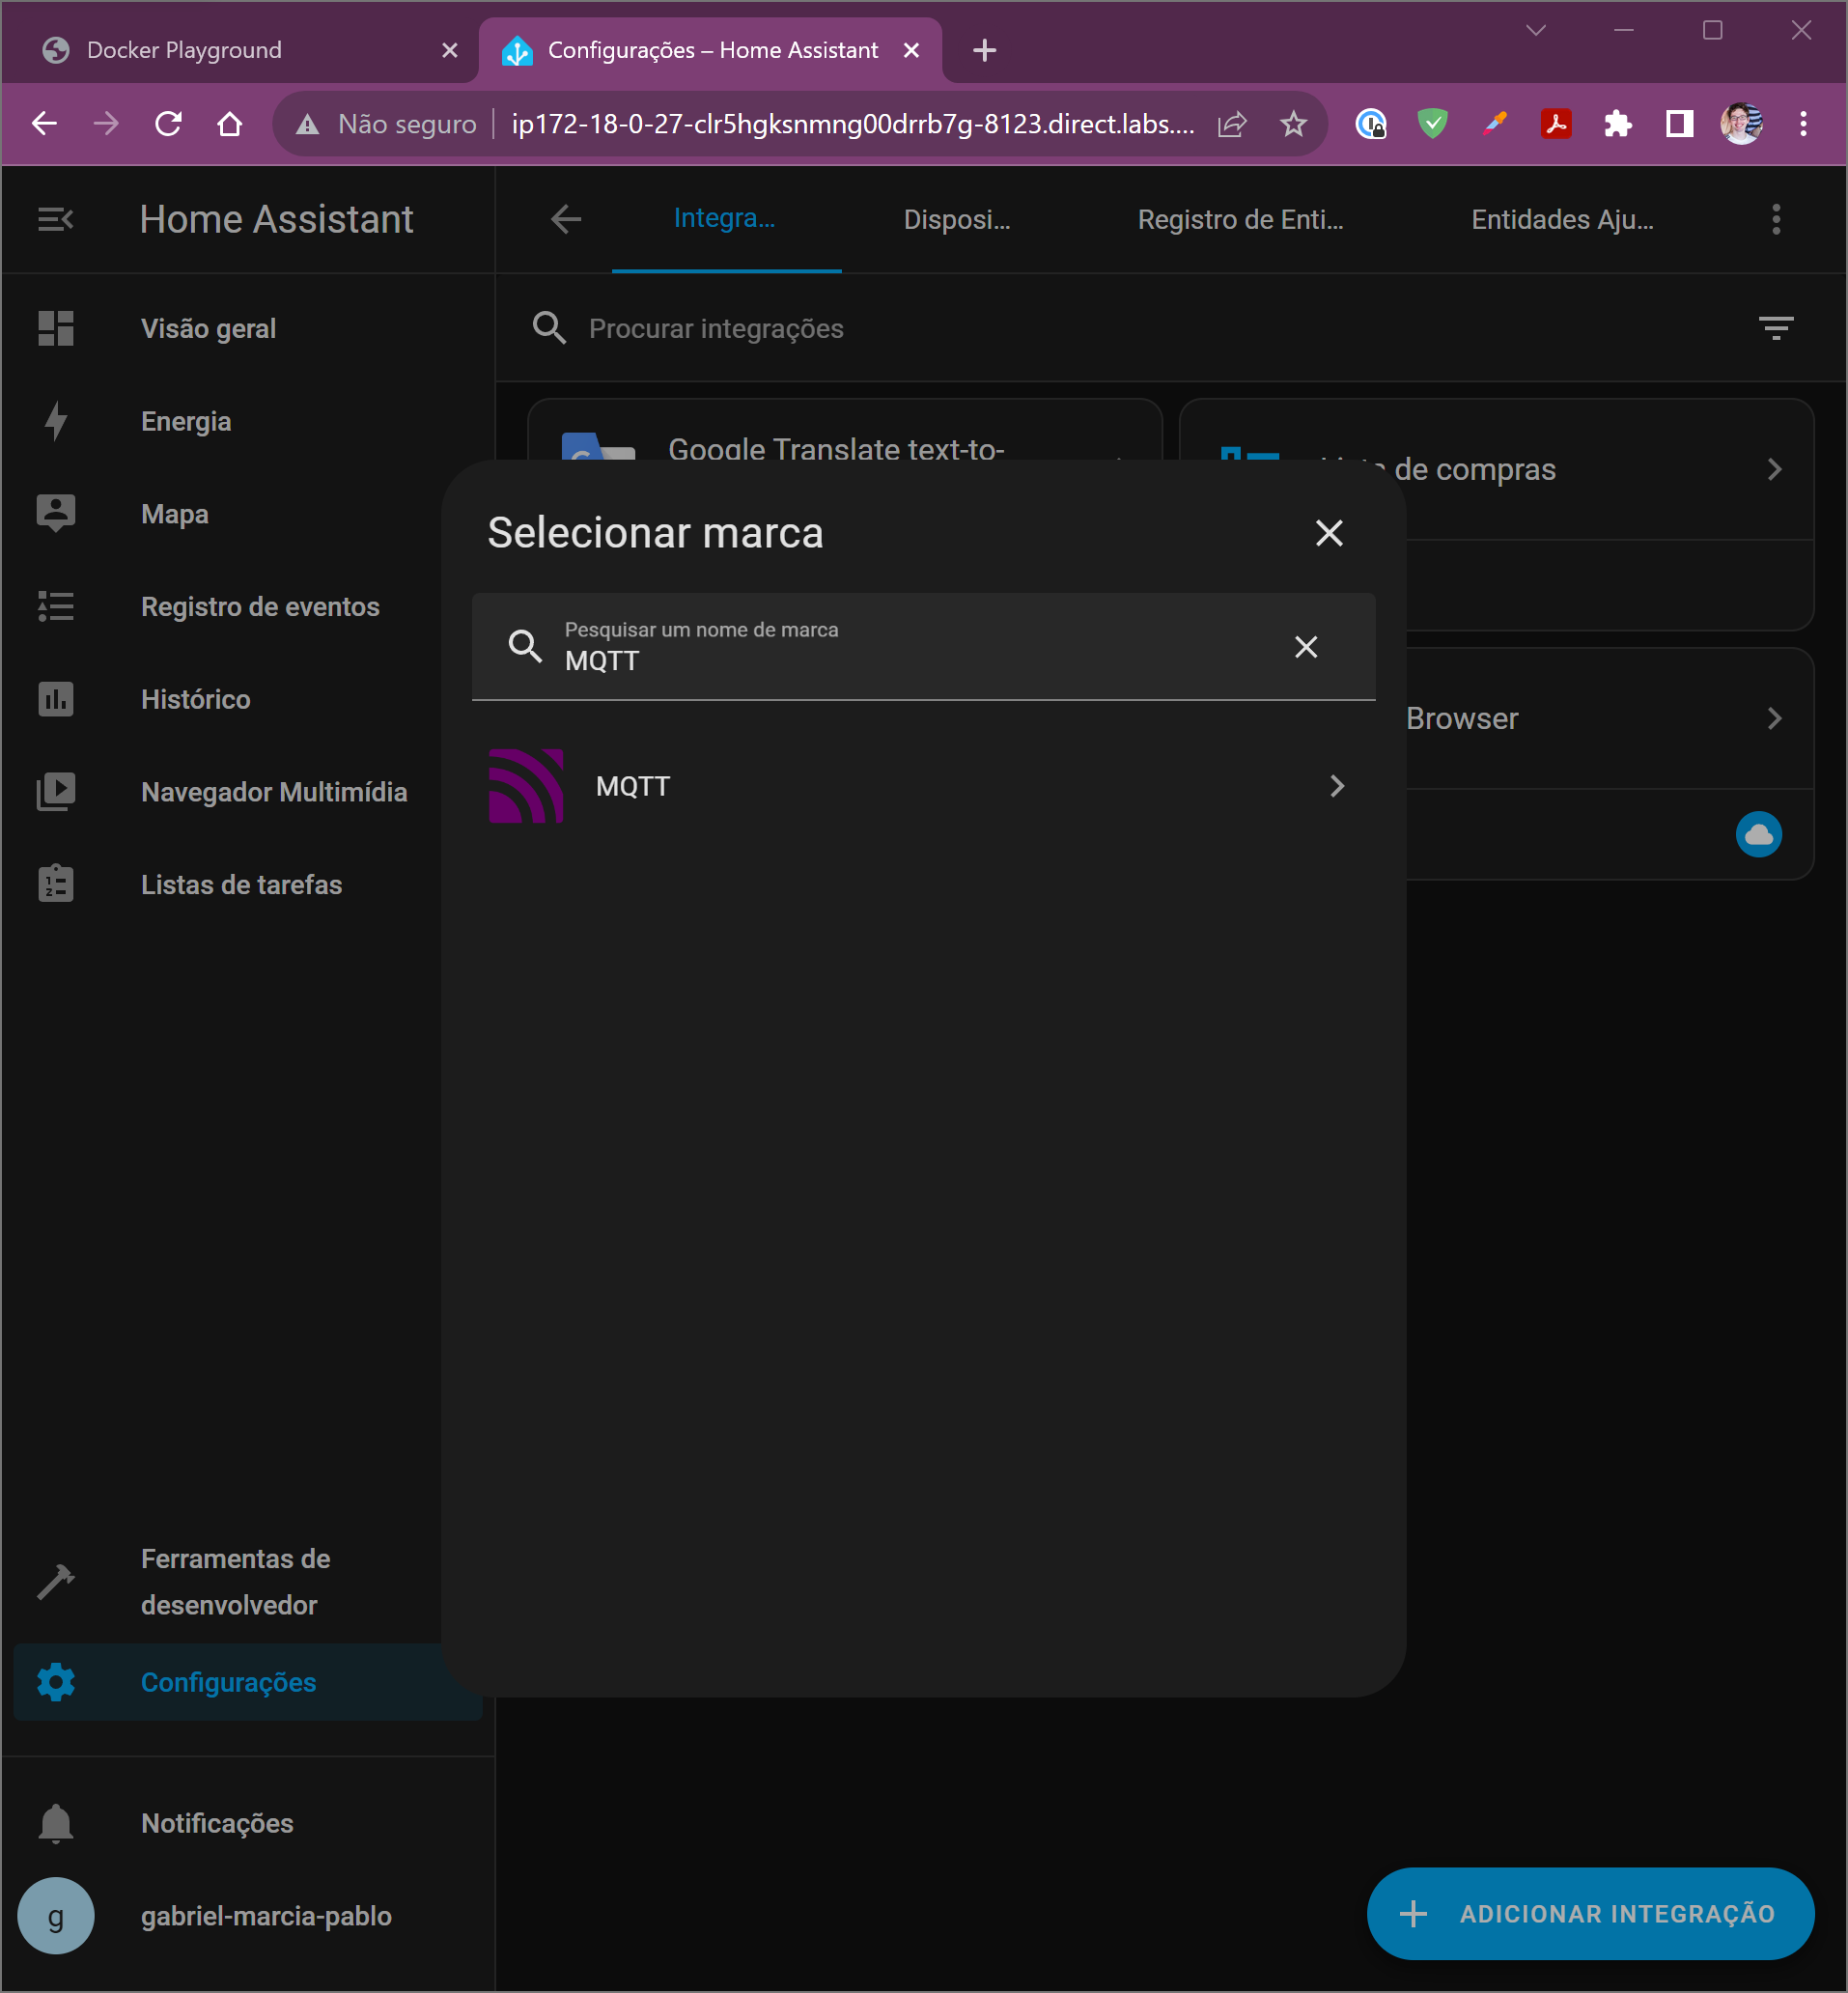 Docker Playground
Configurações – Home Assistant
Não seguro
ip172-18-0-27-clr5hgksnmng00drrb7g-8123.direct.labs....
Home Assistant
Integra...
Disposi...
Registro de Enti...
Entidades Aju...
Visão geral
Energia
Mapa
Registro de eventos
Histórico
Navegador Multimídia
Listas de tarefas
Procurar integrações
Google Translate text-to-
de compras
Browser
Selecionar marca
Pesquisar um nome de marca
MQTT
MQTT
Ferramentas de
desenvolvedor
Configurações
Notificações
g
gabriel-marcia-pablo
ADICIONAR INTEGRAÇÃO